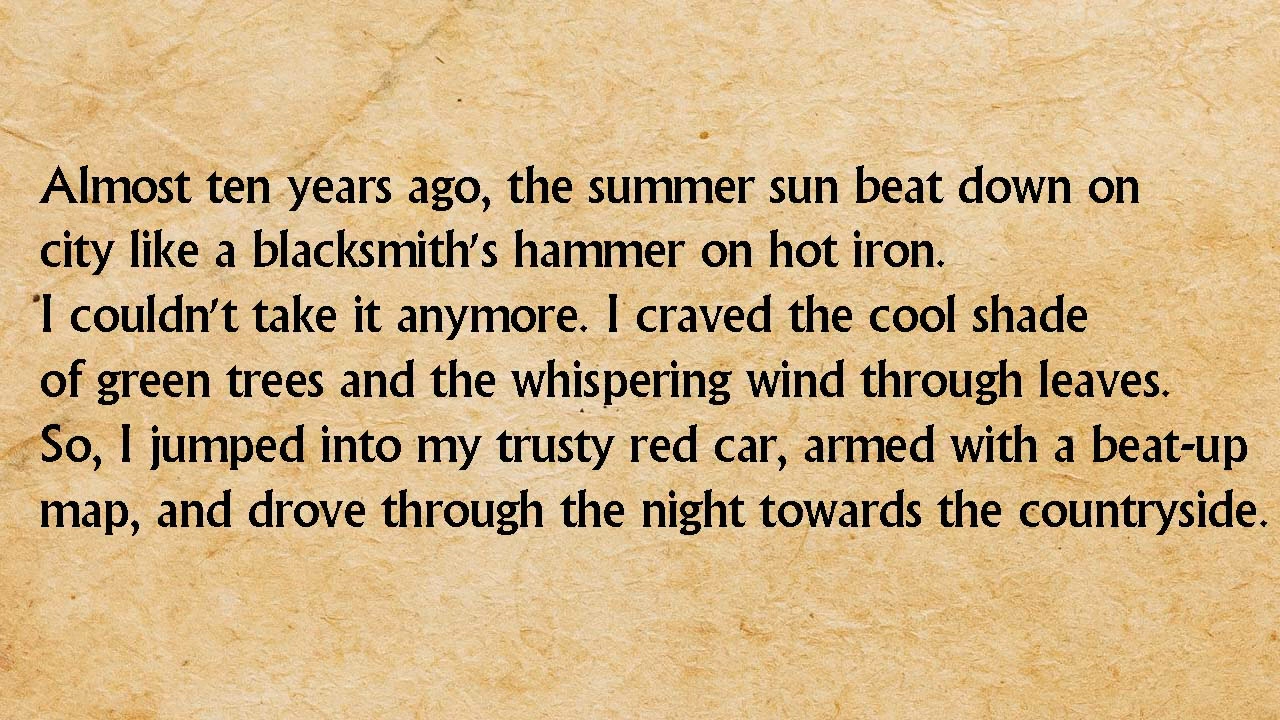 Almost ten years ago, the summer sun beat down on
city like a blacksmith's hammer on hot iron.
I couldn't take it anymore. I craved the cool shade
of green trees and the whispering wind through leaves.
So, I jumped into my trusty red car, armed with a beat-up
map, and drove through the night towards the countryside.